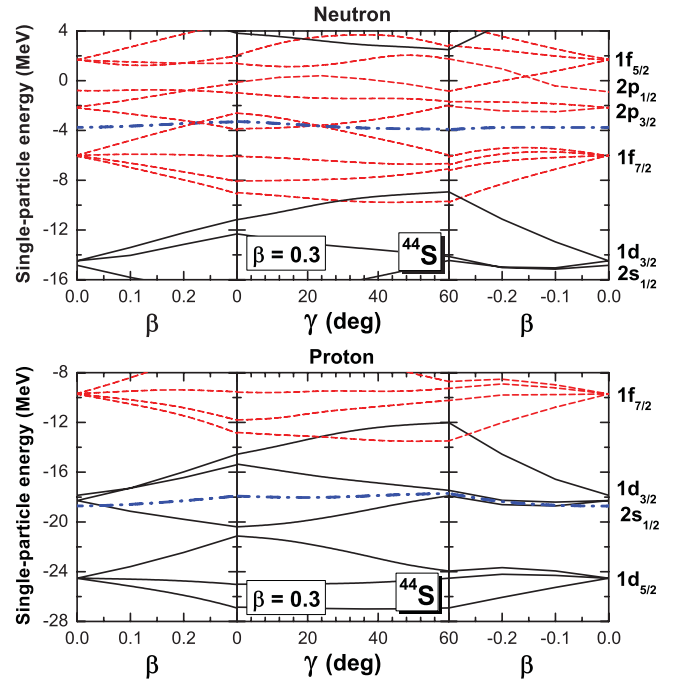 Neutron
Single-particle energy (MeV)
4
0
-4
-8
-12
-16
1f5/2
2p1/2
2p3/2
1f7/2
1d3/2
2s1/2
β = 0.3
44S
0.0 0.1 0.2 0 20 40 60 -0.2 -0.1 0.0
β γ (deg) β
Proton
Single-particle energy (MeV)
-8
-12
-16
-20
-24
-28
1f7/2
1d3/2
2s1/2
1d5/2
β = 0.3
44S
0.0 0.1 0.2 0 20 40 60 -0.2 -0.1 0.0
β γ (deg) β